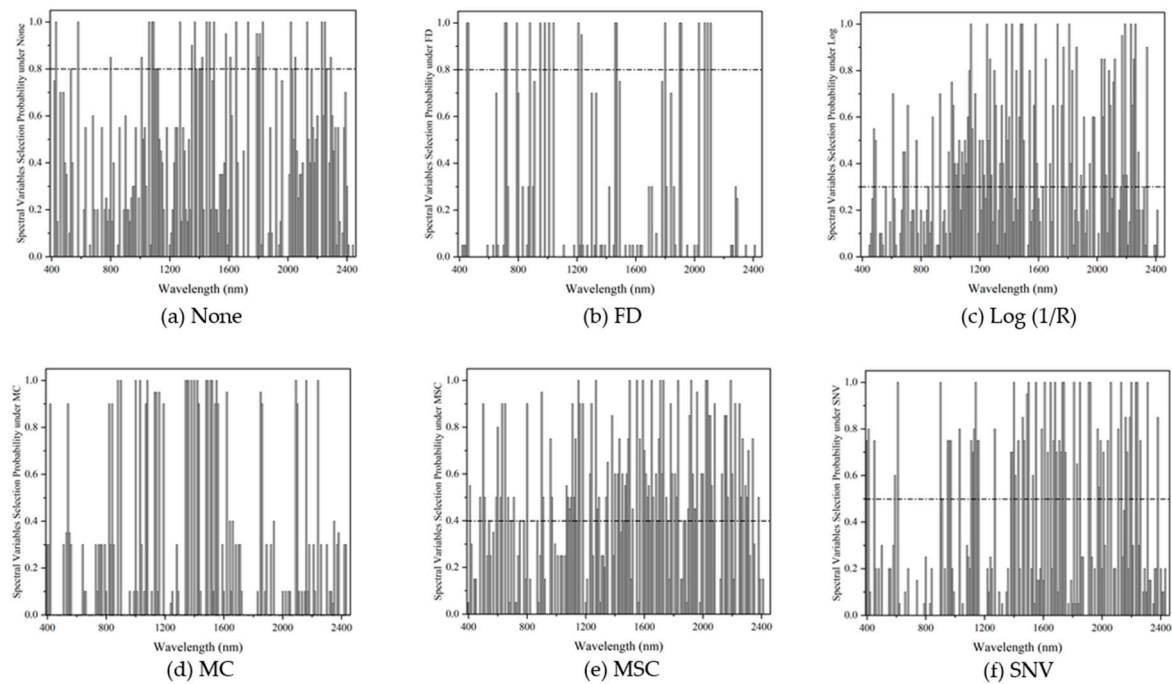 Spectral Variables Selection Probability under None
1.0
0.8
0.6
0.4
0.2
0.0
400 800 1200 1600 2000 2400
Wavelength (nm)
(a) None
Spectral Variables Selection Probability under FD
1.0
0.8
0.6
0.4
0.2
0.0
400 800 1200 1600 2000 2400
Wavelength (nm)
(b) FD
Spectral Variables Selection Probability under Log
1.0
0.8
0.6
0.4
0.2
0.0
400 800 1200 1600 2000 2400
Wavelength (nm)
(c) Log (1/R)
Spectral Variables Selection Probability under MC
1.0
0.8
0.6
0.4
0.2
0.0
400 800 1200 1600 2000 2400
Wavelength (nm)
(d) MC
Spectral Variables Selection Probability under MSC
1.0
0.8
0.6
0.4
0.2
0.0
400 800 1200 1600 2000 2400
Wavelength (nm)
(e) MSC
Spectral Variables Selection Probability under SNV
1.0
0.8
0.6
0.4
0.2
0.0
400 800 1200 1600 2000 2400
Wavelength (nm)
(f) SNV